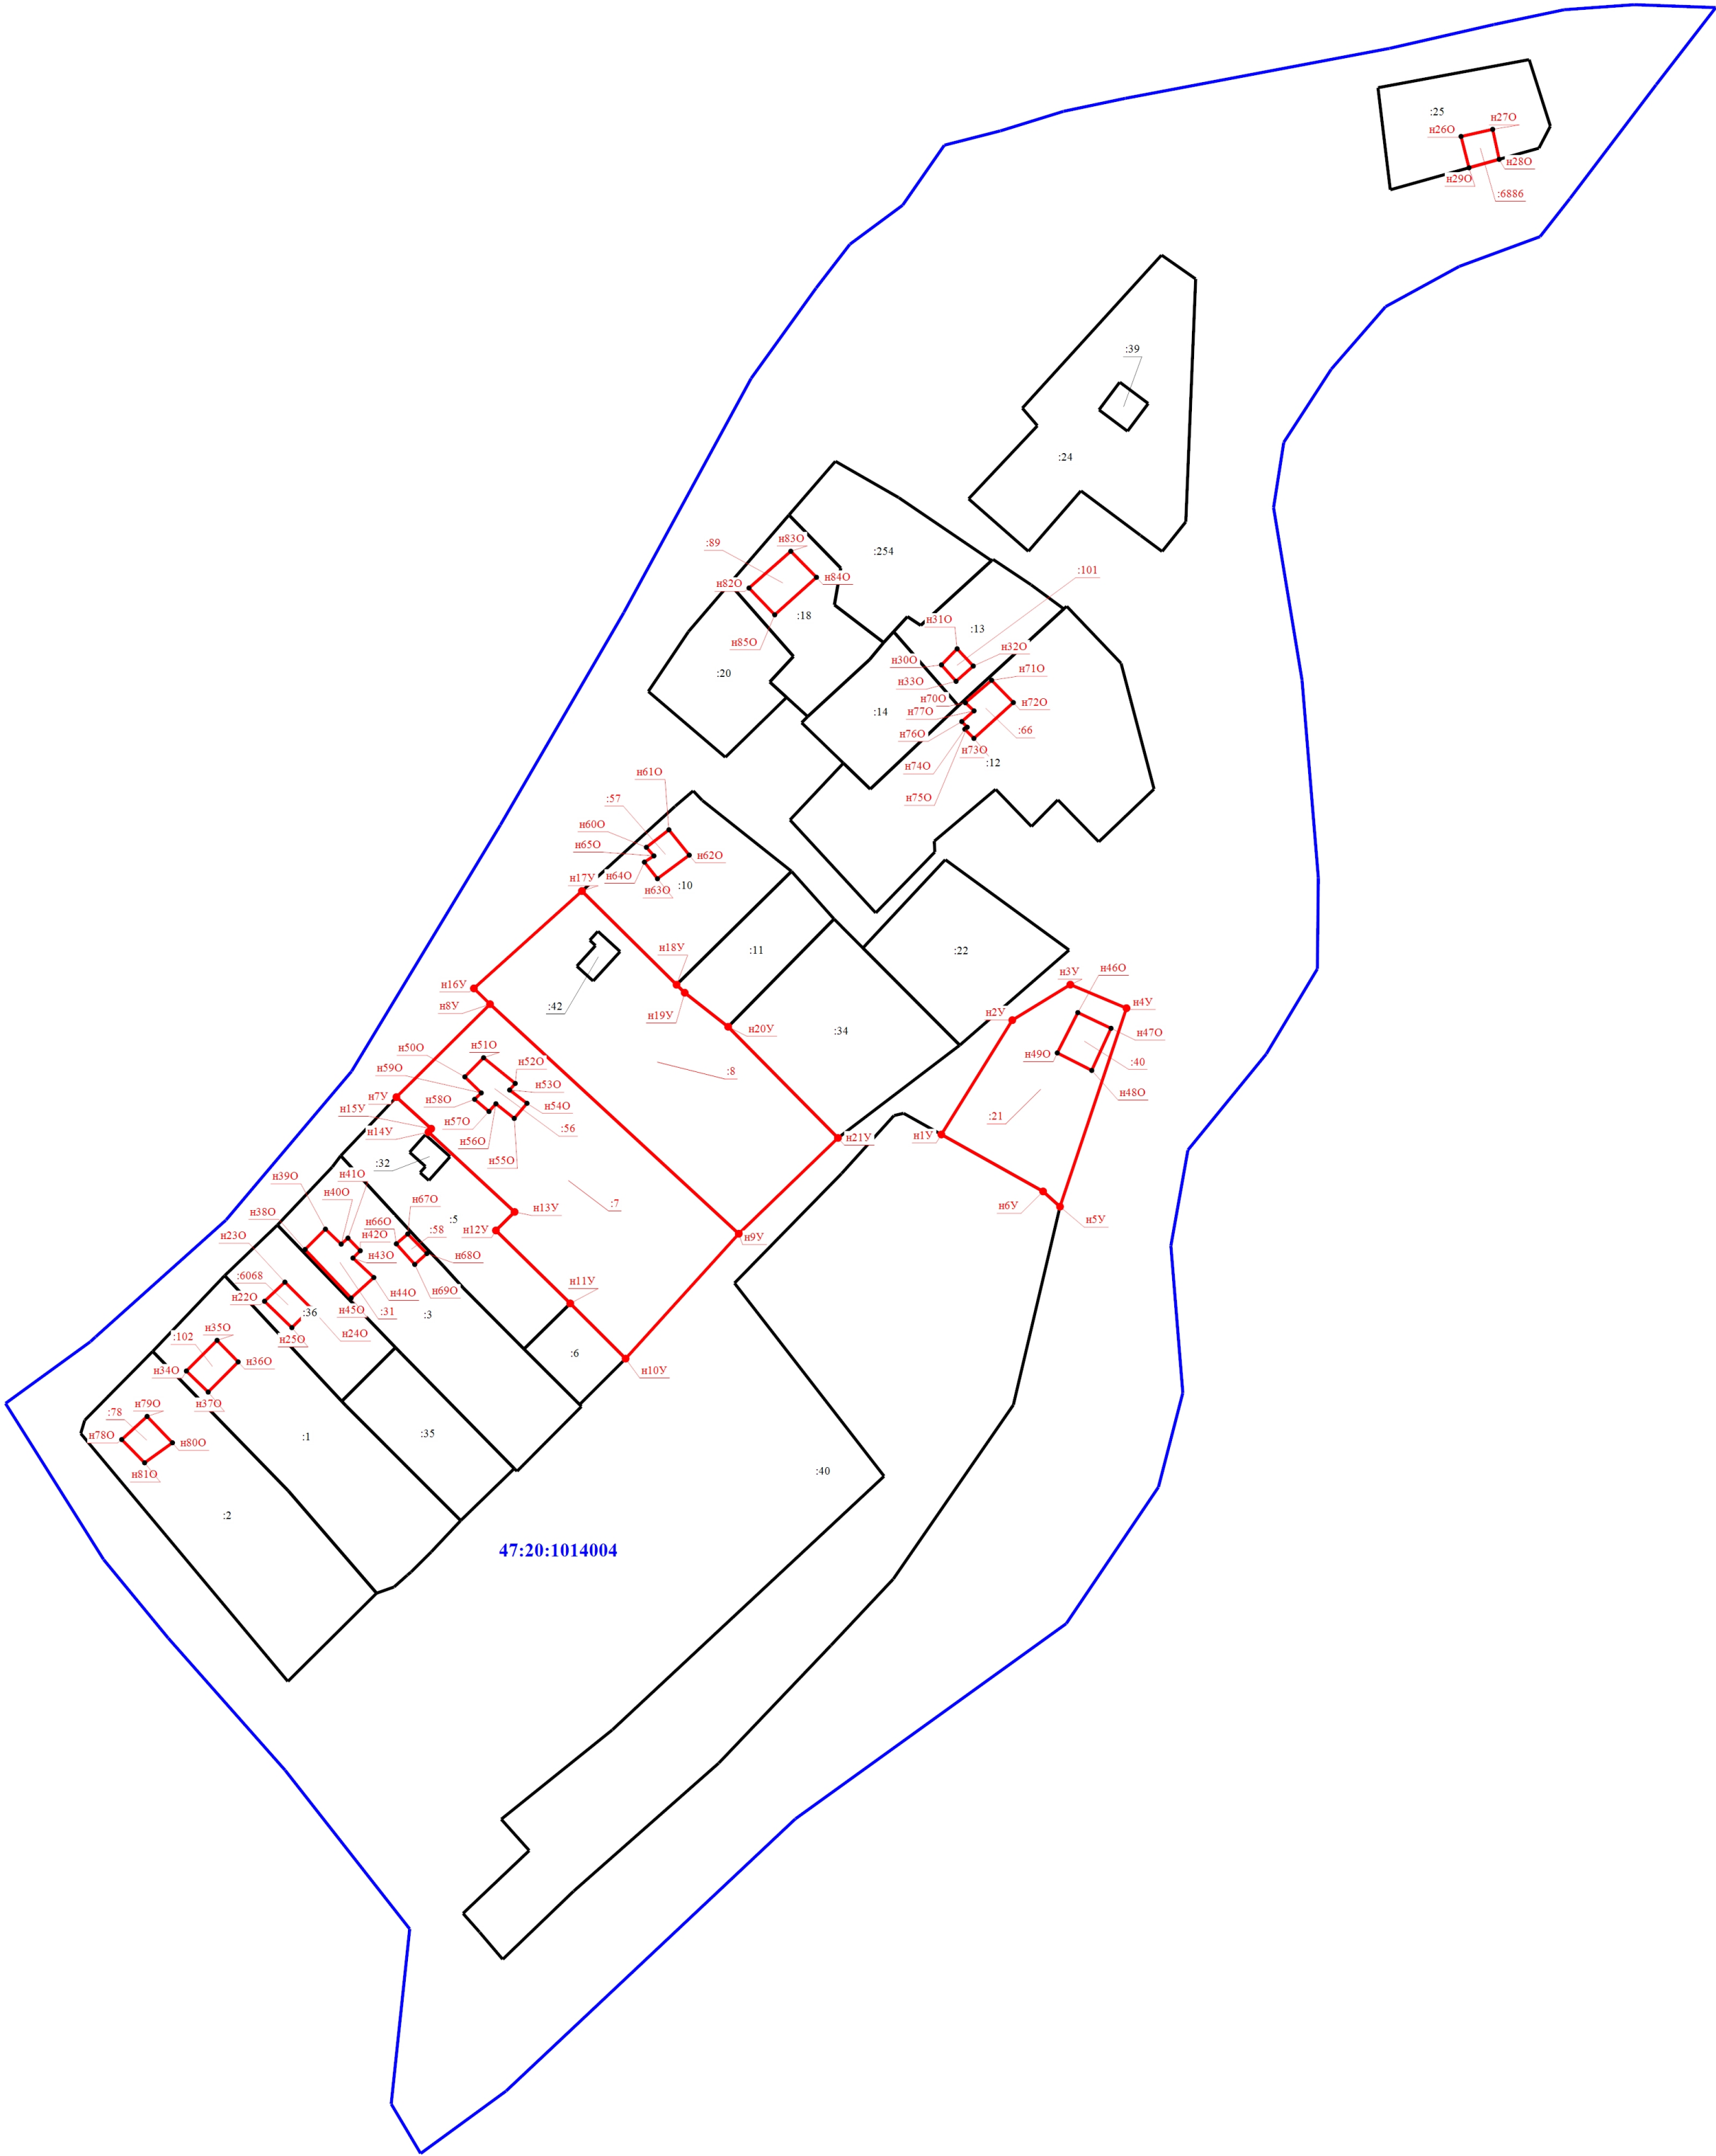 :25
н27О
н26О
н28О
н29О
:6886
:39
:24
:89
н83О
:254
:101
н82О
н84О
:18
н31О
:13
н85О
н32О
н30О
н71О
:20
н33О
н70О
н72О
:14
н77О
:66
н76О
н73О
:12
н74О
н61О
н75О
:57
н60О
н65О
н62О
н64О
н17У
:10
н63О
н18У
:11
:22
н46О
н3У
н16У
н8У
:42
н4У
н19У
н2У
н20У
:34
н47О
н50О
н51О
н49О
н52О
:40
н59О
:8
н53О
н48О
н7У
н58О
н54О
н15У
:21
н57О
:56
н14У
н56О
н1У
н21У
н55О
:32
н41О
н39О
н40О
н67О
:7
н6У
н38О
н66О
:5
н13У
н5У
н23О
н42О
:58
н12У
н9У
н43О
н68О
:6068
н44О
н69О
н11У
н22О
:36
н45О
:31
:3
н35О
:102
н25О
н24О
:6
н36О
н34О
н10У
н79О
н37О
:78
н78О
н80О
:1
:35
н81О
:40
:2
47:20:1014004